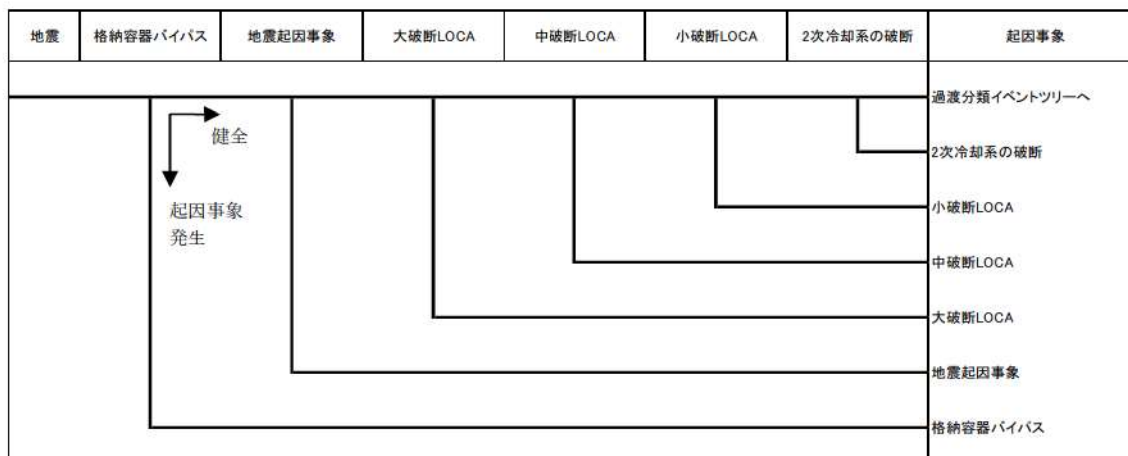 地震 格納容器バイパス 地震起因事象 大破断LOCA 中破断LOCA 小破断LOCA 2次冷却系の破断 起因事象
過渡分類イベントツリーへ
健全
2次冷却系の破断
起因事象
発生
小破断LOCA
中破断LOCA
大破断LOCA
地震起因事象
格納容器バイパス